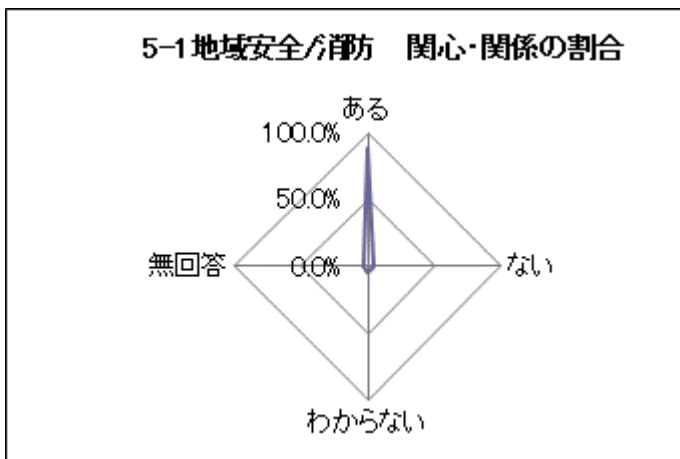 5-1地域安全/消防　関心・関係の割合
ある
100.0%
50.0%
無回答
0.0%
ない
わからない